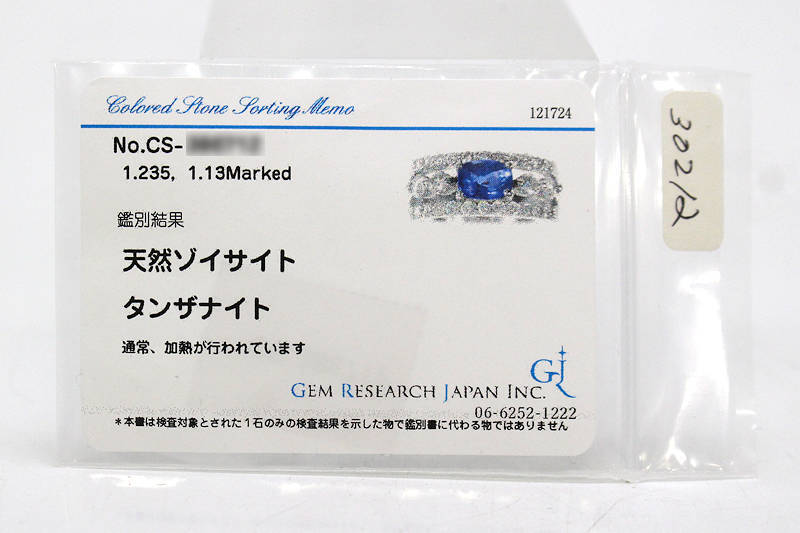 Colored Stone Sorting Memo
121724
No.CS-
1.235, 1.13Marked
鑑別結果
天然ゾイサイト
タンザナイト
通常、加熱が行われています
GJ
GEM RESEARCH JAPAN INC.
06-6252-1222
*本書は検査対象とされた1石のみの検査結果を示した物で鑑別書に代わる物ではありません